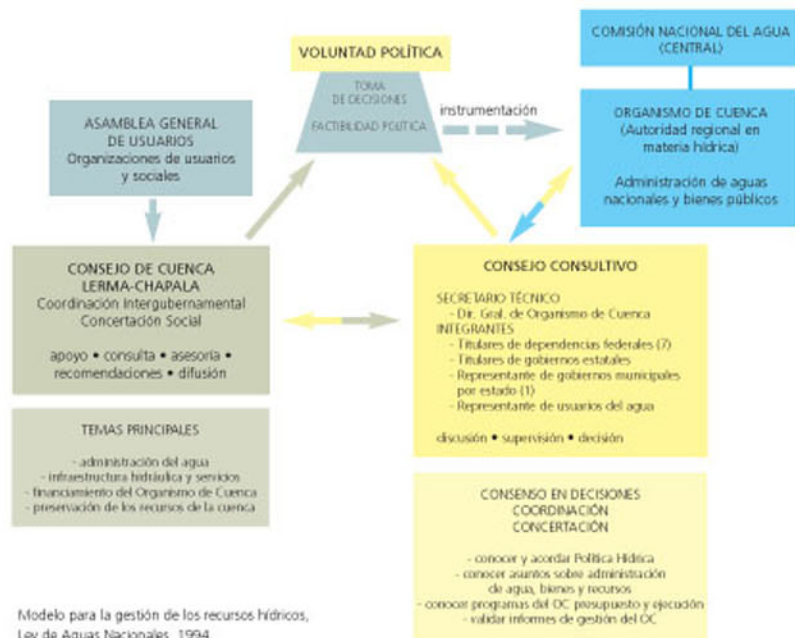 VOLUNTAD POLÍTICA
TOMA
DE DECISIONES
FACTIBILIDAD POLÍTICA
instrumentación
COMISIÓN NACIONAL DEL AGUA
(CENTRAL)
ORGANISMO DE CUENCA
(Autoridad regional en
materia hídrica)
Administración de aguas
nacionales y bienes públicos
ASAMBLEA GENERAL
DE USUARIOS
Organizaciones de usuarios
y sociales
CONSEJO DE CUENCA
LERMA-CHAPALA
Coordinación Intergubernamental
Concertación Social
apoyo • consulta • asesoría •
recomendaciones • difusión
TEMAS PRINCIPALES
- administración del agua
- infraestructura hidráulica y servicios
- financiamiento del Organismo de Cuenca
- preservación de los recursos de la cuenca
CONSEJO CONSULTIVO
SECRETARIO TÉCNICO
- Dir. Gral. de Organismo de Cuenca
INTEGRANTES
- Titulares de dependencias federales (7)
- Titulares de gobiernos estatales
- Representante de gobiernos municipales
por estado (1)
- Representante de usuarios del agua
discusión • supervisión • decisión
CONSENSO EN DECISIONES
COORDINACIÓN
CONCERTACIÓN
- conocer y acordar Política Hídrica
- conocer asuntos sobre administración
de agua, bienes y recursos
- conocer programas del OC presupuesto y ejecución
- validar informes de gestión del OC
Modelo para la gestión de los recursos hídricos,
Ley de Aguas Nacionales, 1994